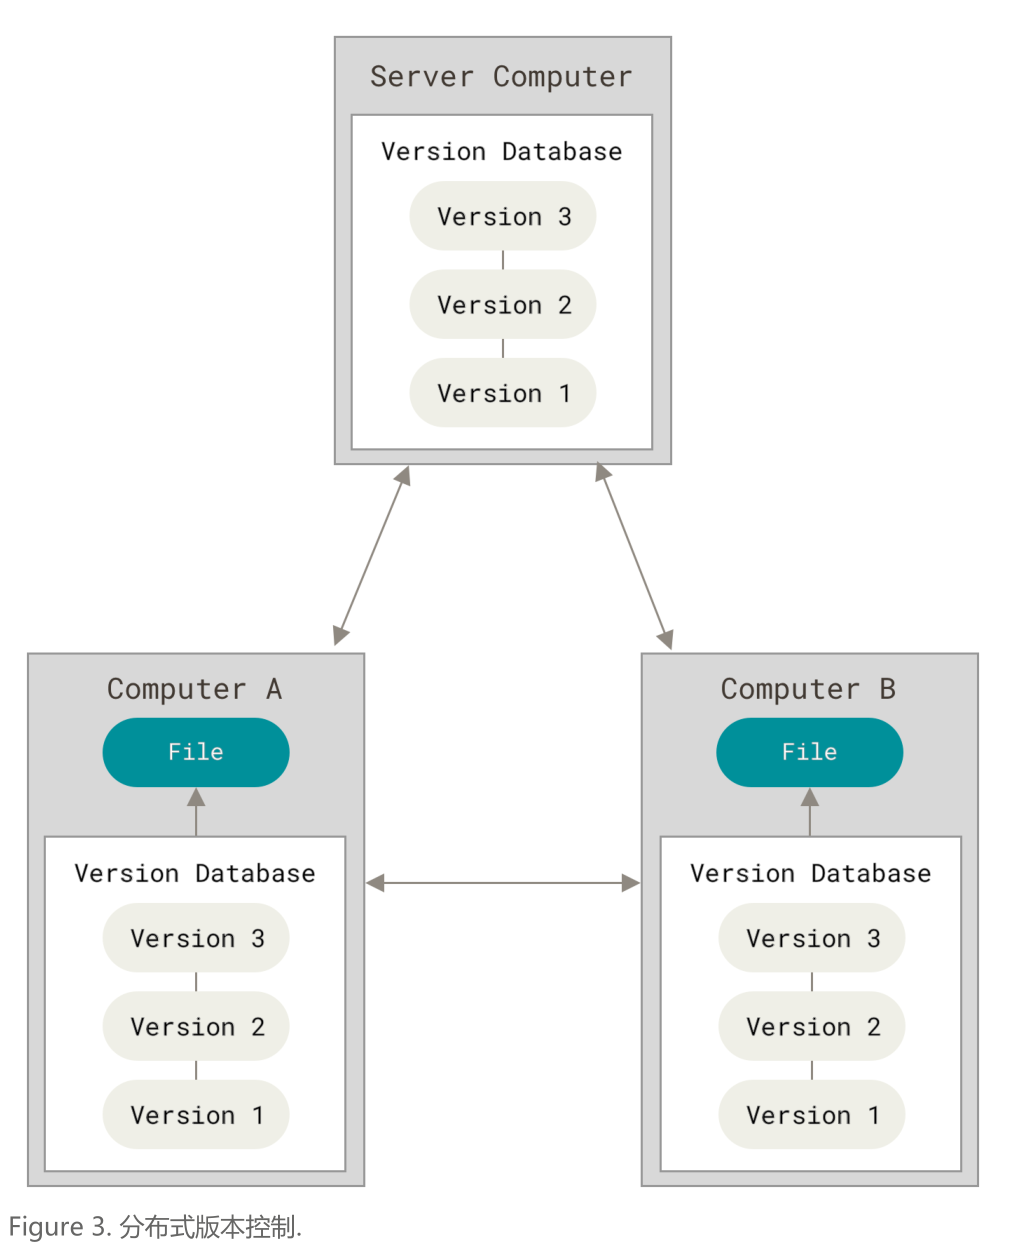 Server Computer
Version Database
Version 3
Version 2
Version 1
Computer A
File
Version Database
Version 3
Version 2
Version 1
Computer B
File
Version Database
Version 3
Version 2
Version 1
Figure 3. 分布式版本控制.